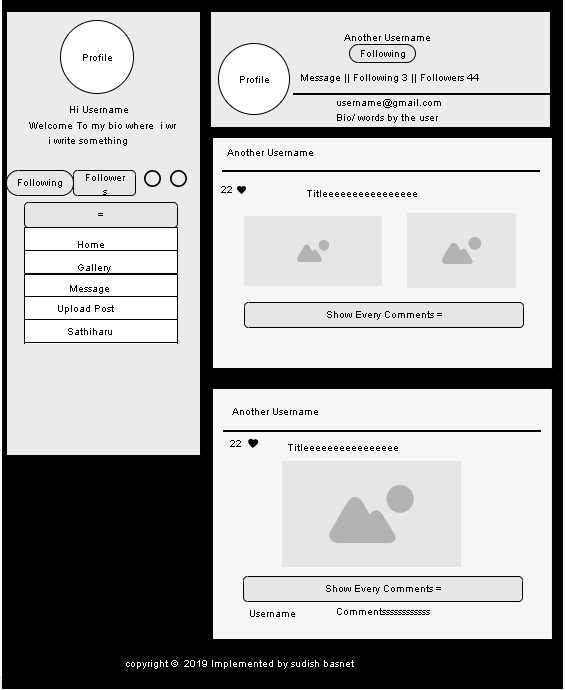 Profile
Hi Username
Welcome To my bio where i wr
i write something
Following
Follower
s
=
Home
Gallery
Message
Upload Post
Sathiharu
Another Username
Following
Profile
Message || Following 3 || Followers 44
username@gmail.com
Bio/ words by the user
Another Username
22
Titleeeeeeeeeeeeeeee
Show Every Comments =
Another Username
22
Titleeeeeeeeeeeeeeee
Show Every Comments =
Username
Commentssssssssssss
copyright © 2019 Implemented by sudish basnet